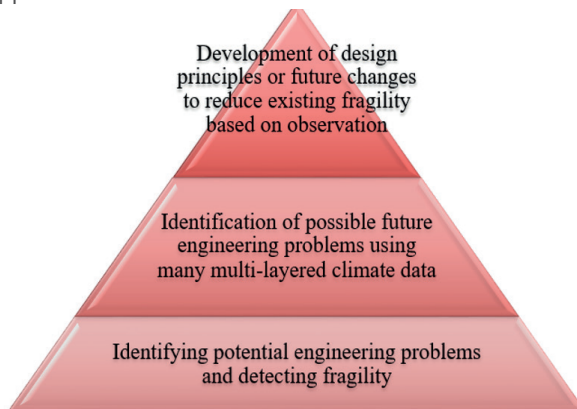 Development of design
principles or future changes
to reduce existing fragility
based on observation
Identification of possible future
engineering problems using
many multi-layered climate data
Identifying potential engineering problems
and detecting fragility